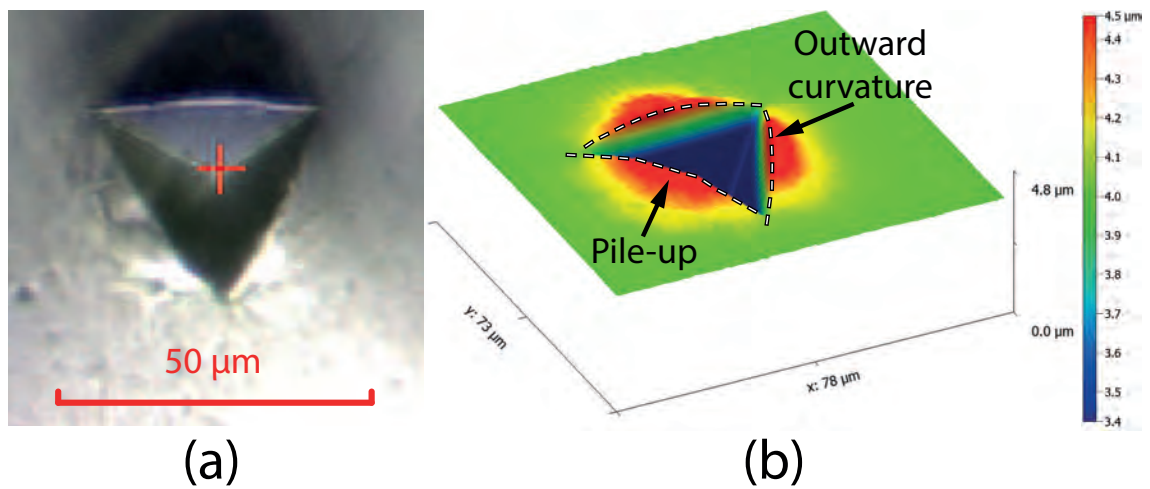 50 μm
(a)
Outward
curvature
Pile-up
4.8 μm
0.0 μm
y: 73 μm
x: 78 μm
4.5 μm
4.4
4.3
4.2
4.1
4.0
3.9
3.8
3.7
3.6
3.5
3.4
(b)